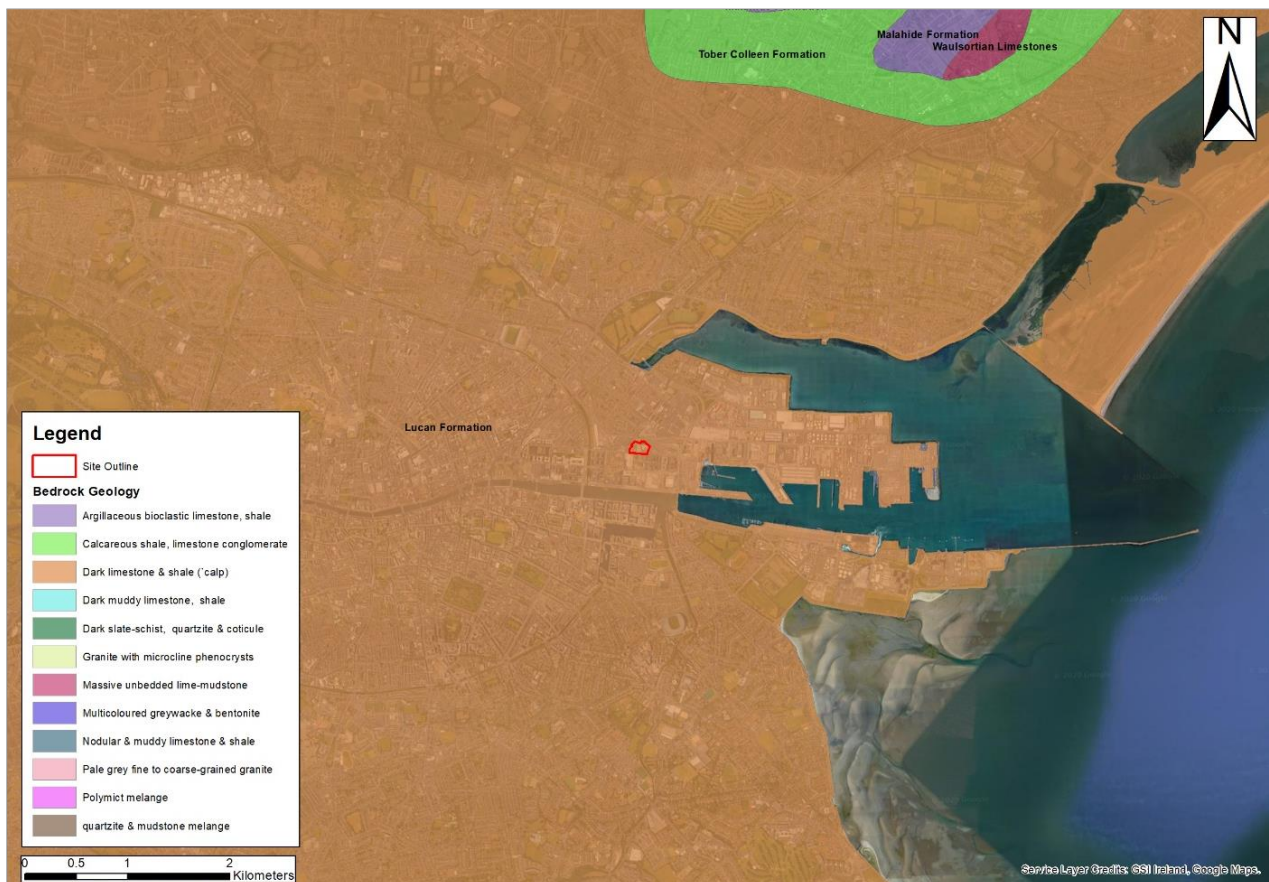 Malahide Formation
Waulsortian Limestones
Tober Colleen Formation
N
Lucan Formation
Legend
Site Outline
Bedrock Geology
Argillaceous bioclastic limestone, shale
Calcareous shale, limestone conglomerate
Dark limestone & shale (`calp)
Dark muddy limestone, shale
Dark slate-schist, quartzite & coticule
Granite with microcline phenocrysts
Massive unbedded lime-mudstone
Multicoloured greywacke & bentonite
Nodular & muddy limestone & shale
Pale grey fine to coarse-grained granite
Polymict melange
quartzite & mudstone melange
0 0.5 1 2
Kilometers
Service Layer Credits: GSI Ireland, Google Maps.